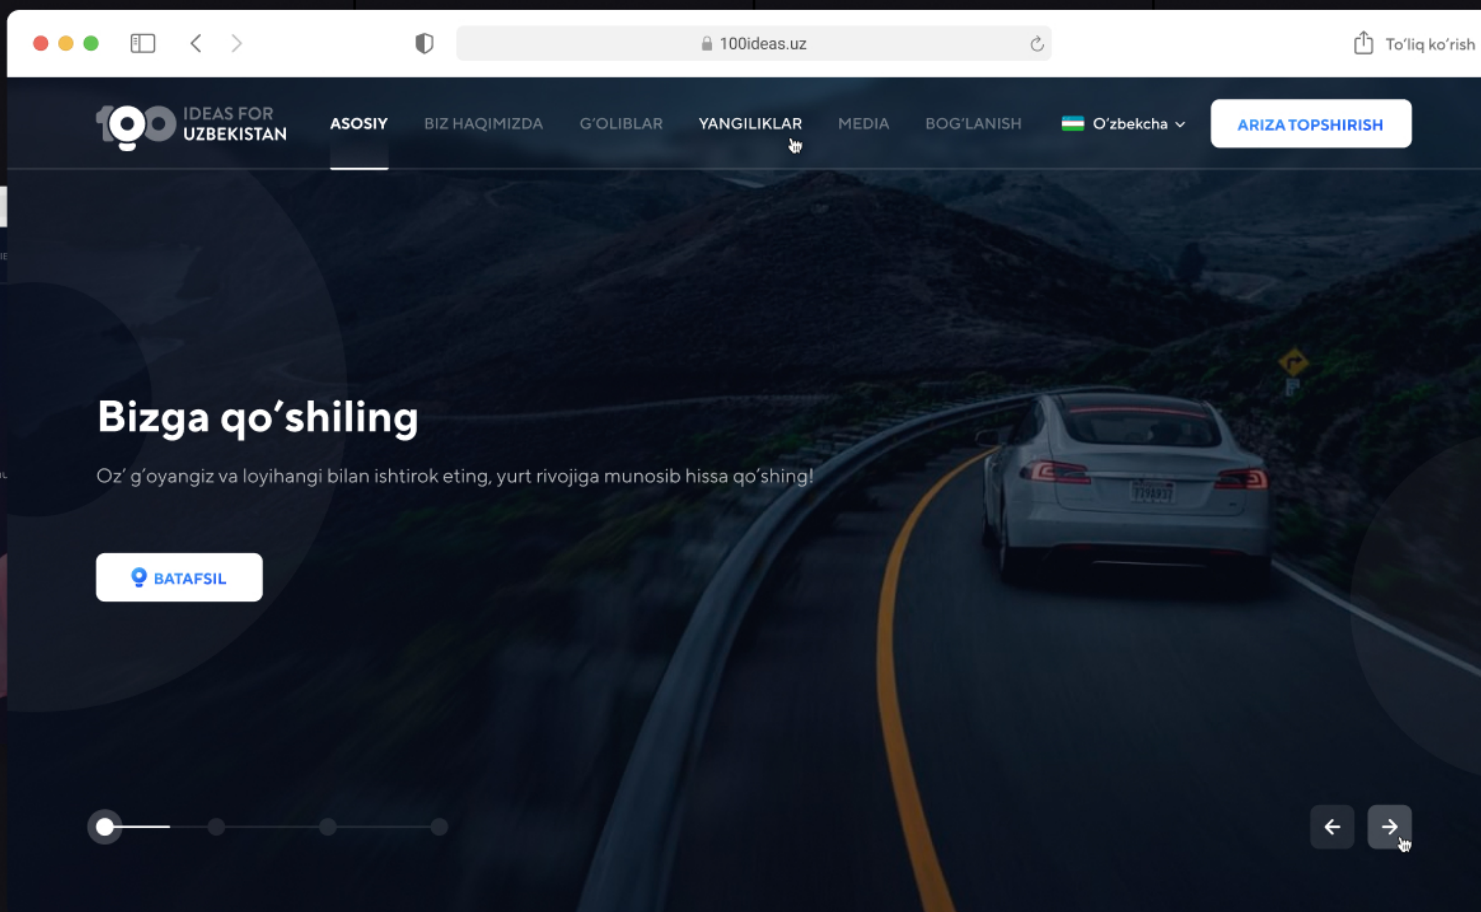 100ideas.uz
To‘liq ko‘rish
100 IDEAS FOR
UZBEKISTAN
ASOSIY
BIZ HAQIMIZDA
G‘OLIBLAR
YANGILIKLAR
MEDIA
BOG‘LANISH
O‘zbekcha
ARIZA TOPSHIRISH
Bizga qo‘shiling
Oz‘ g‘oyangiz va loyihangi bilan ishtirok eting, yurt rivojiga munosib hissa qo‘shing!
BATAFSIL